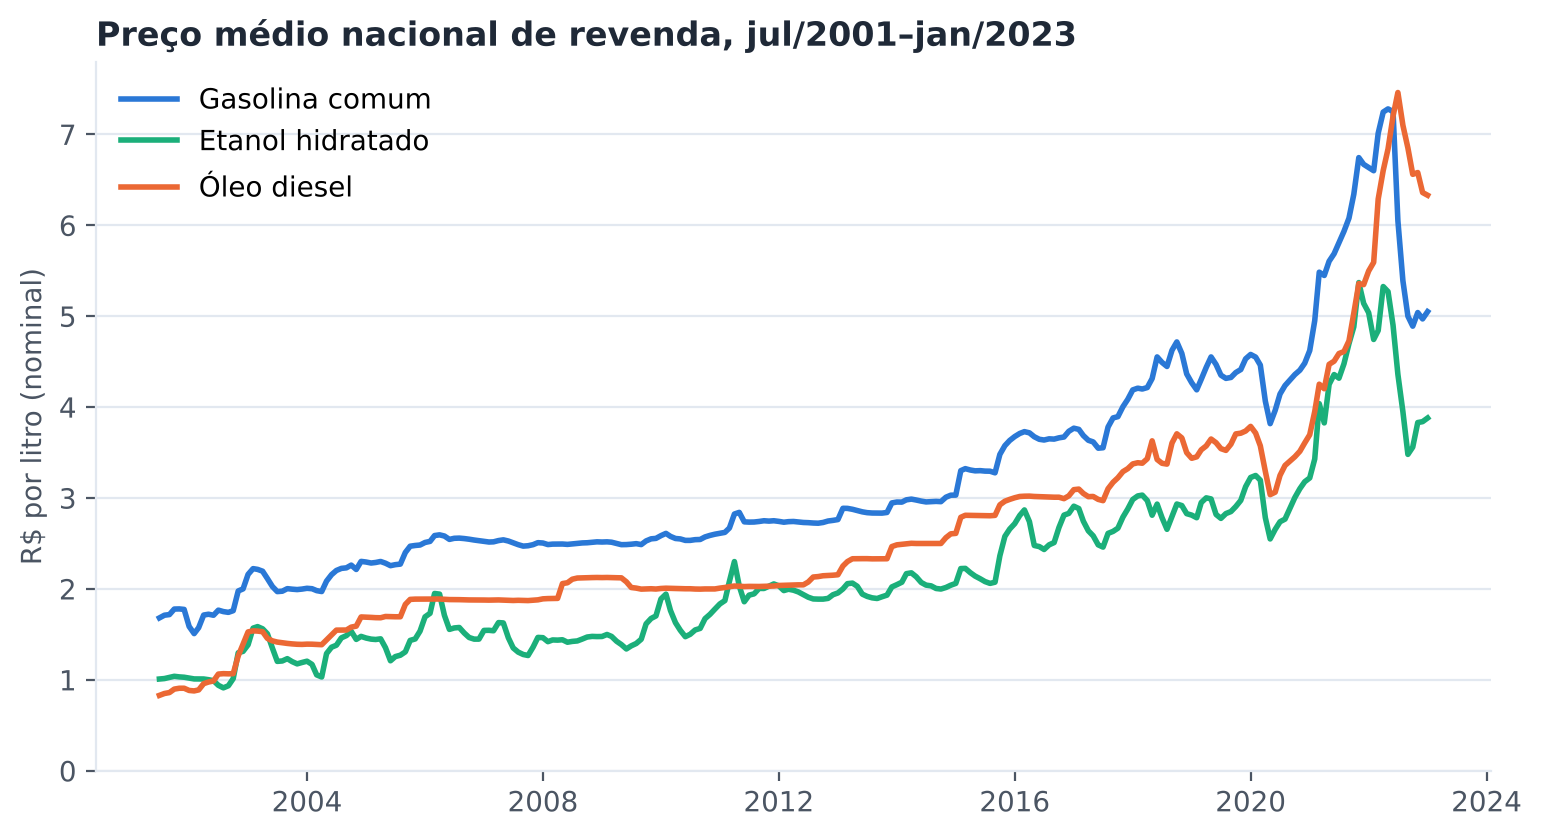 Preço médio nacional de revenda, jul/2001–jan/2023
Gasolina comum
Etanol hidratado
Óleo diesel
R$ por litro (nominal)
7
6
5
4
3
2
1
0
2004
2008
2012
2016
2020
2024